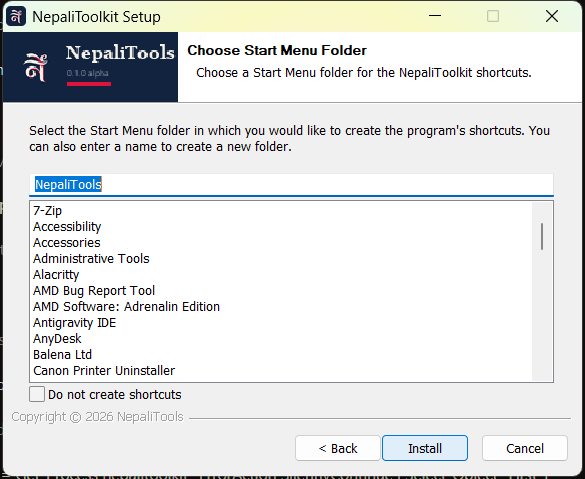 NepaliToolkit Setup
ने
NepaliTools
0.1.0 alpha
Choose Start Menu Folder
Choose a Start Menu folder for the NepaliToolkit shortcuts.
Select the Start Menu folder in which you would like to create the program's shortcuts. You
can also enter a name to create a new folder.
NepaliTools
7-Zip
Accessibility
Accessories
Administrative Tools
Alacritty
AMD Bug Report Tool
AMD Software: Adrenalin Edition
Antigravity IDE
AnyDesk
Balena Ltd
Canon Printer Uninstaller
Do not create shortcuts
Copyright © 2026 NepaliTools
< Back
Install
Cancel